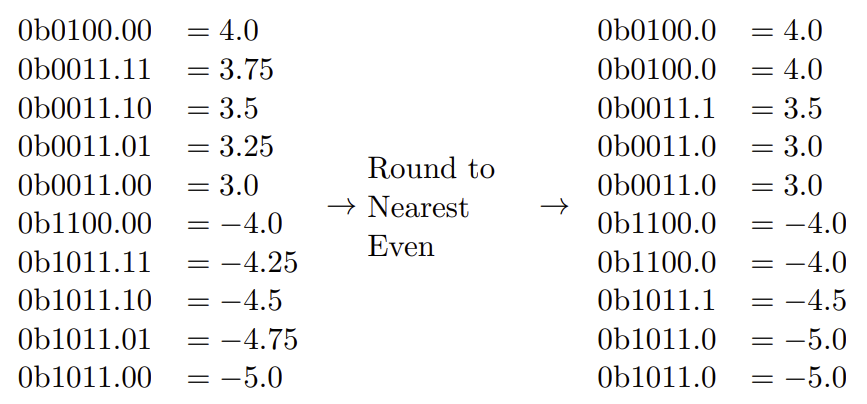 0b0100.00 = 4.0
0b0011.11 = 3.75
0b0011.10 = 3.5
0b0011.01 = 3.25
0b0011.00 = 3.0
0b1100.00 = −4.0
0b1011.11 = −4.25
0b1011.10 = −4.5
0b1011.01 = −4.75
0b1011.00 = −5.0
→ Round to
Nearest
Even →
0b0100.0 = 4.0
0b0100.0 = 4.0
0b0011.1 = 3.5
0b0011.0 = 3.0
0b0011.0 = 3.0
0b1100.0 = −4.0
0b1100.0 = −4.0
0b1011.1 = −4.5
0b1011.0 = −5.0
0b1011.0 = −5.0